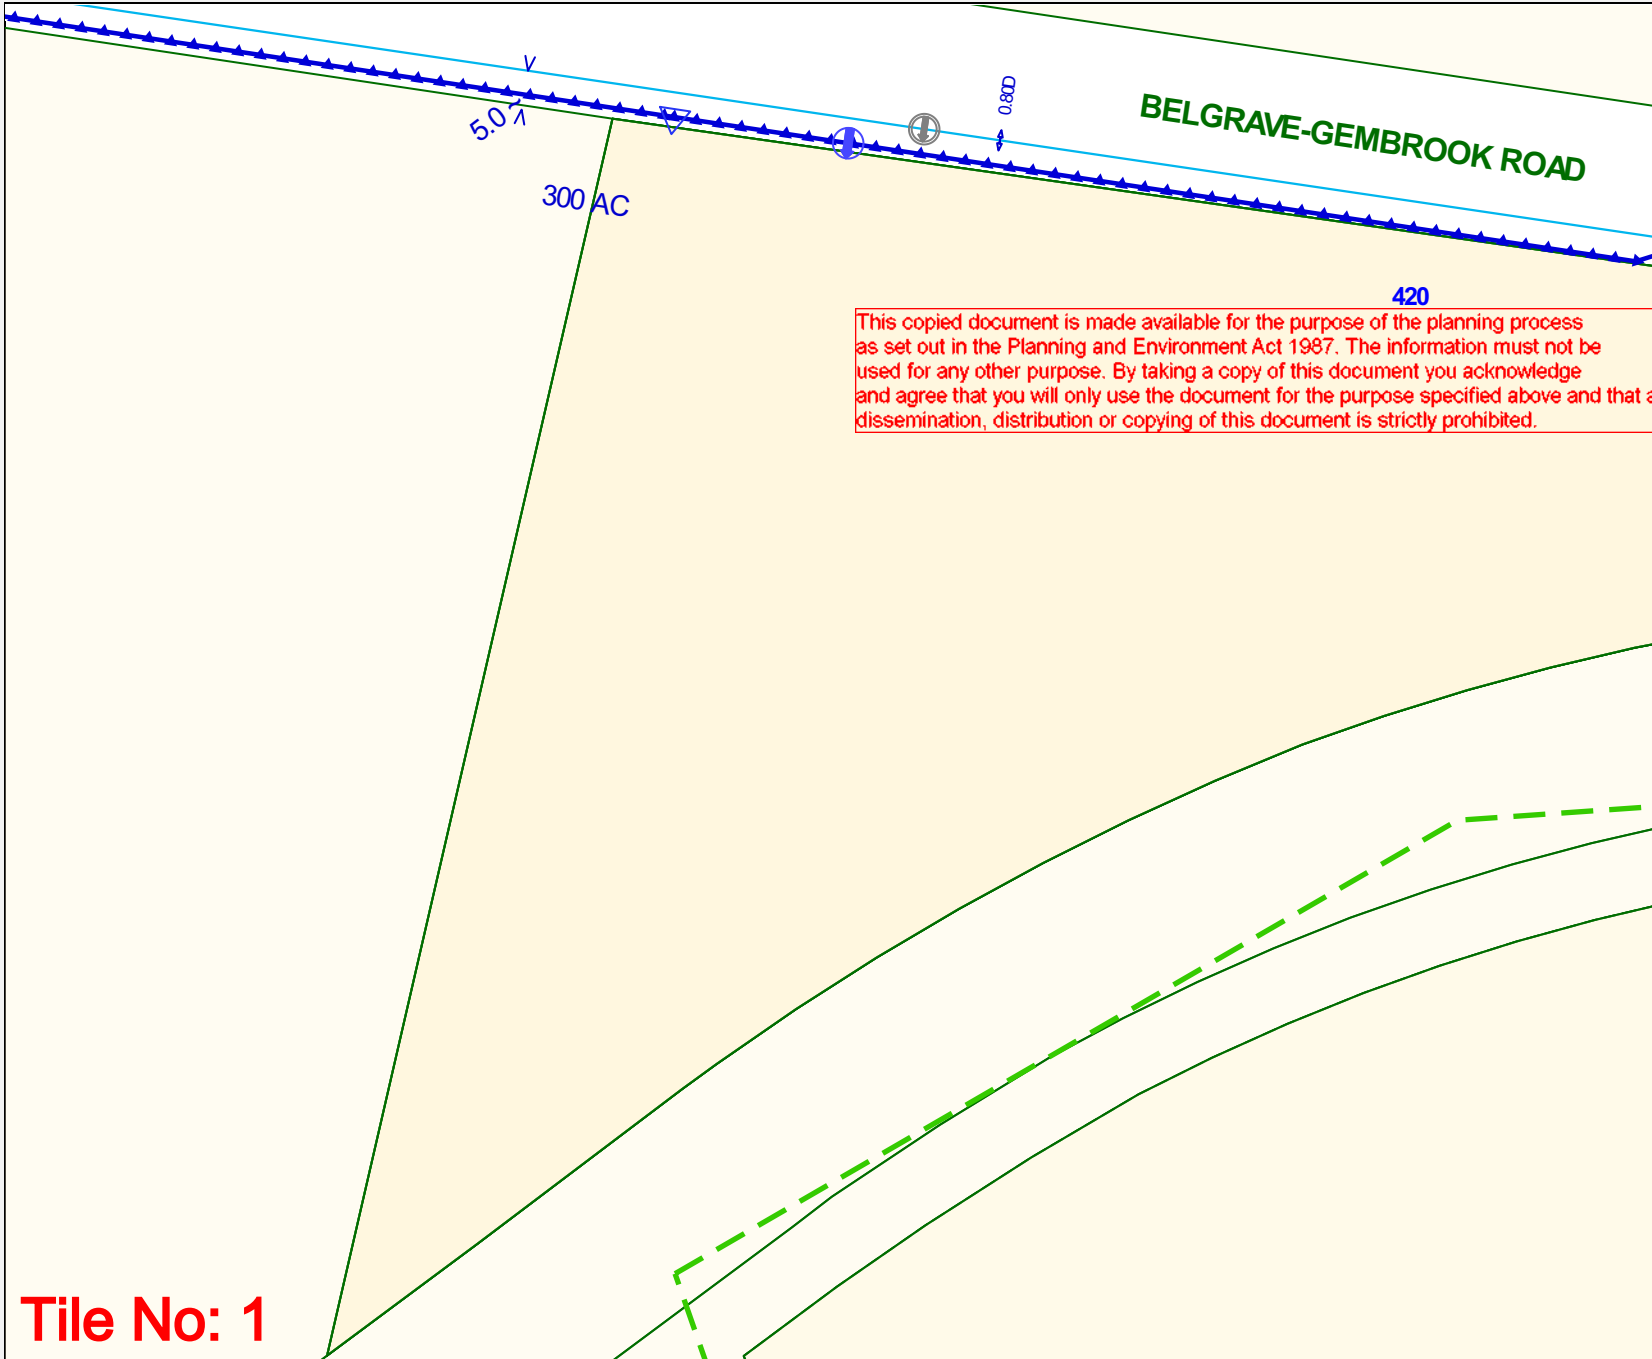 0.80D
5.0
BELGRAVE-GEMBROOK ROAD
300 AC
420
This copied document is made available for the purpose of the planning process
as set out in the Planning and Environment Act 1987. The information must not be
used for any other purpose. By taking a copy of this document you acknowledge
and agree that you will only use the document for the purpose specified above and that
dissemination, distribution or copying of this document is strictly prohibited.
Tile No: 1